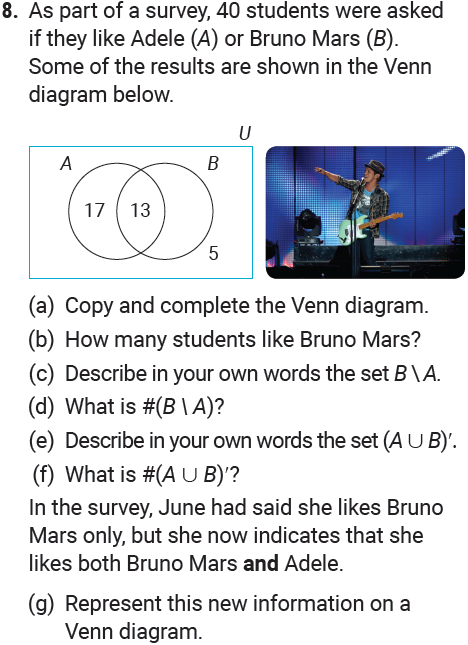 8. As part of a survey, 40 students were asked
if they like Adele (A) or Bruno Mars (B).
Some of the results are shown in the Venn
diagram below.
U
A B
17 13
5
(a) Copy and complete the Venn diagram.
(b) How many students like Bruno Mars?
(c) Describe in your own words the set B \ A.
(d) What is #(B \ A)?
(e) Describe in your own words the set (A ∪ B)′.
(f) What is #(A ∪ B)′?
In the survey, June had said she likes Bruno
Mars only, but she now indicates that she
likes both Bruno Mars and Adele.
(g) Represent this new information on a
Venn diagram.